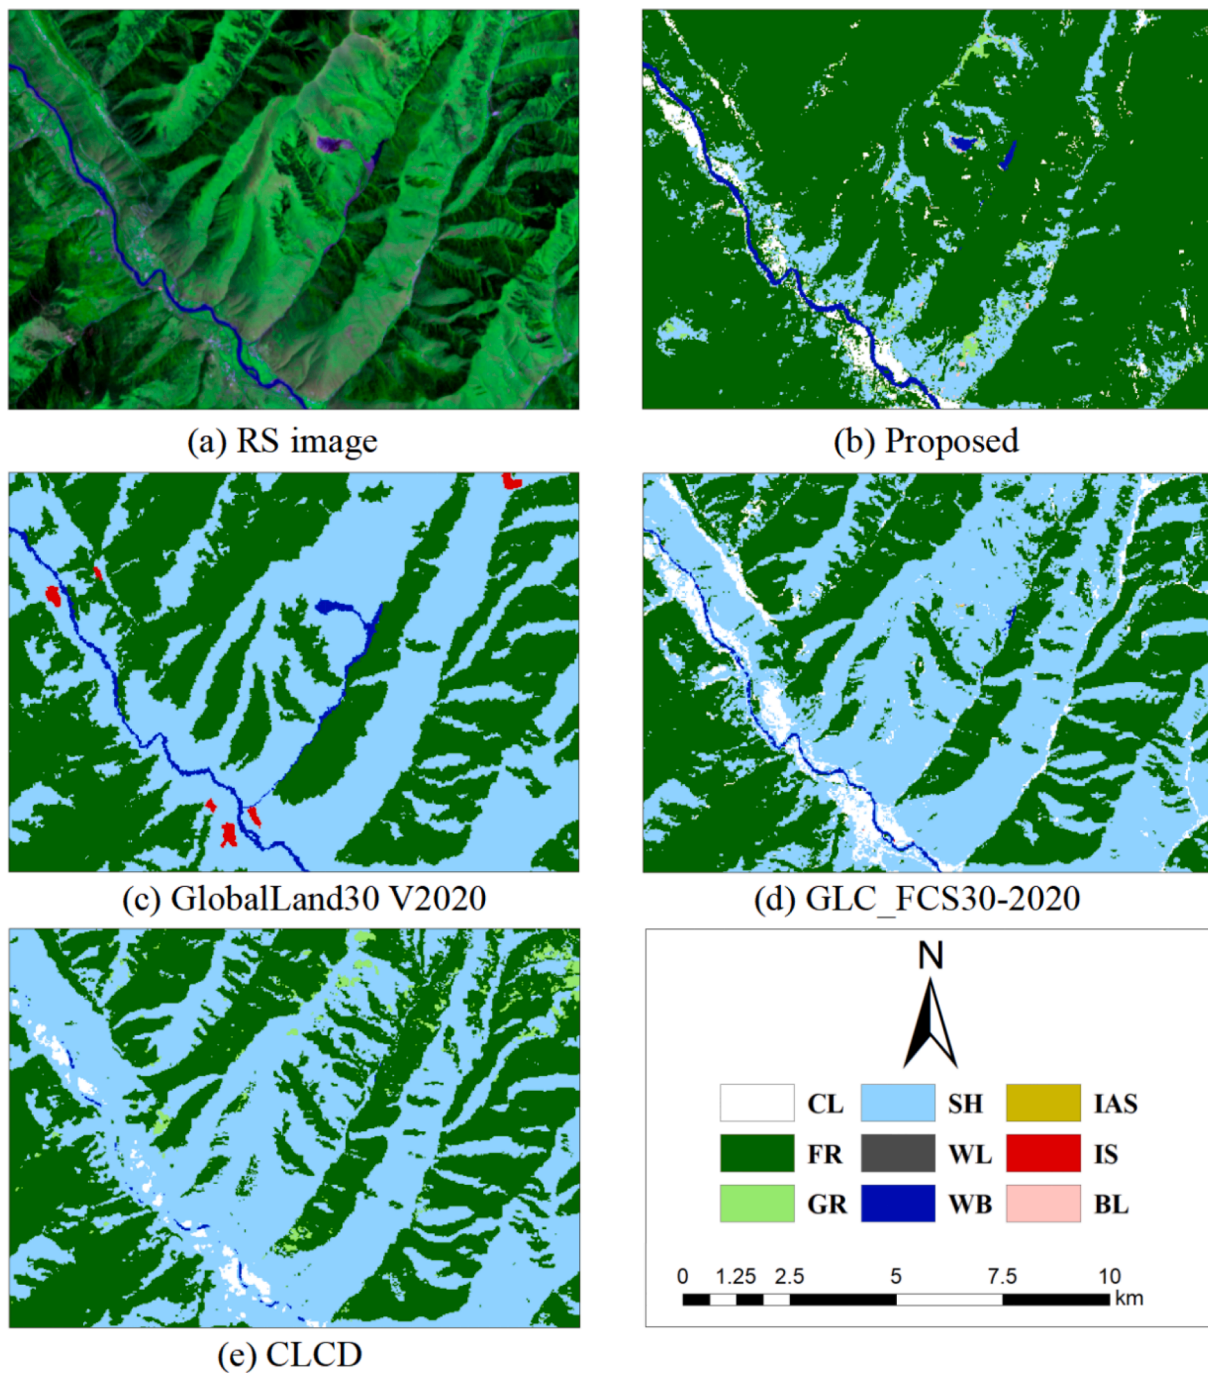 (a) RS image
(b) Proposed
(c) GlobalLand30 V2020
(d) GLC_FCS30-2020
(e) CLCD
N
CL SH IAS
FR WL IS
GR WB BL
0 1.25 2.5 5 7.5 10
km